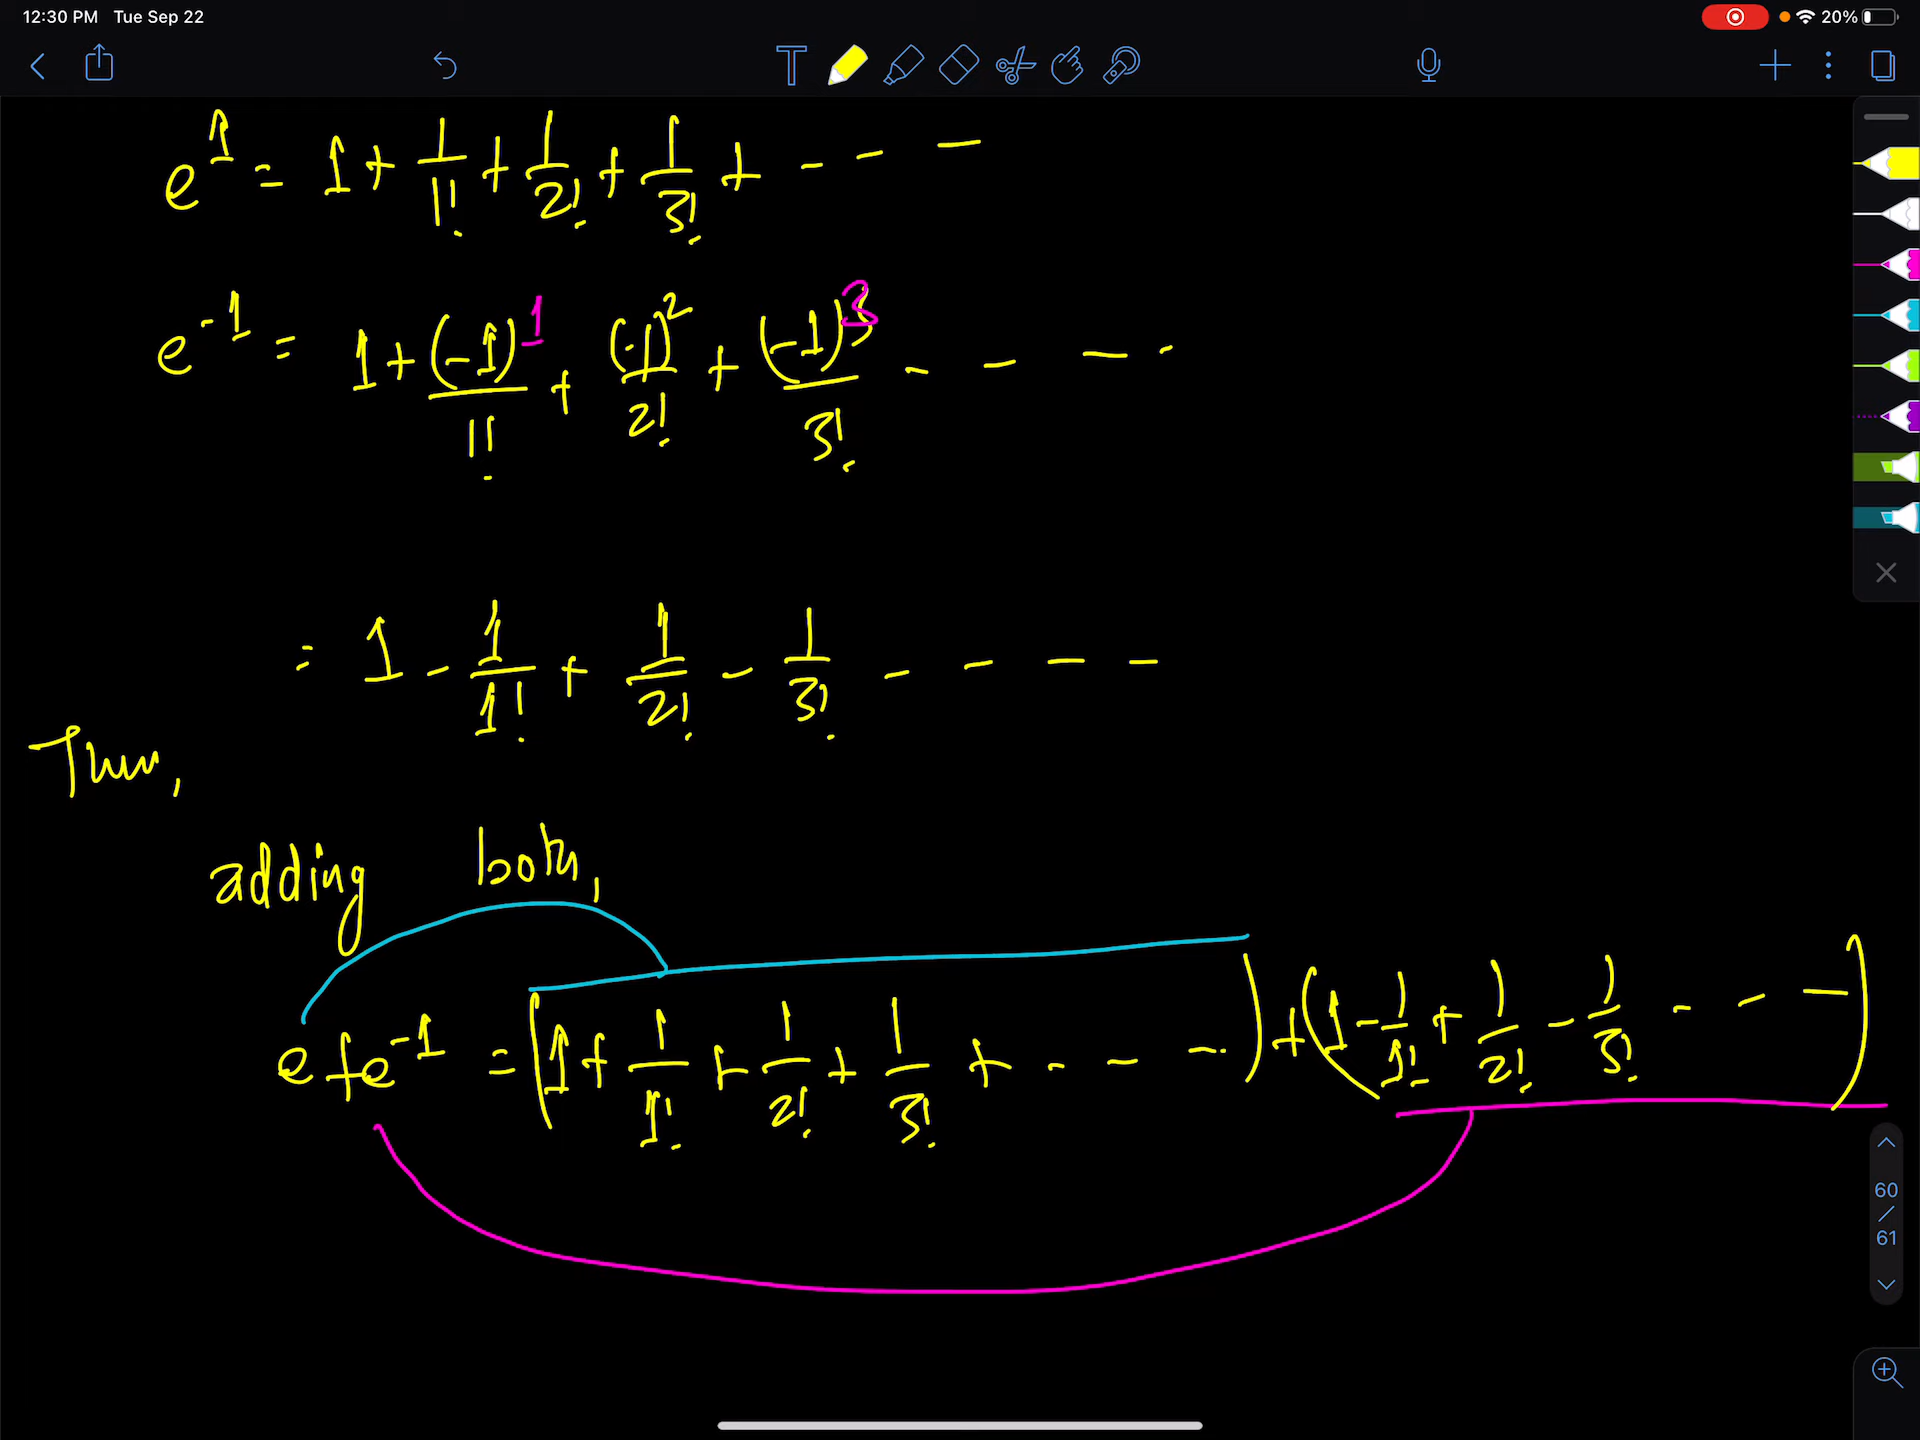 12:30 PM Tue Sep 22 20%
e^1 = 1 + 1/1! + 1/2! + 1/3! + - - -
e^-1 = 1 + (-1)^1/1! + (-1)^2/2! + (-1)^3/3! - - - -
= 1 - 1/1! + 1/2! - 1/3! - - - -
adding both,
e + e^-1 = (1 + 1/1! + 1/2! + 1/3! + - - -) + (1 - 1/1! + 1/2! - 1/3! - - -)
60
/
61